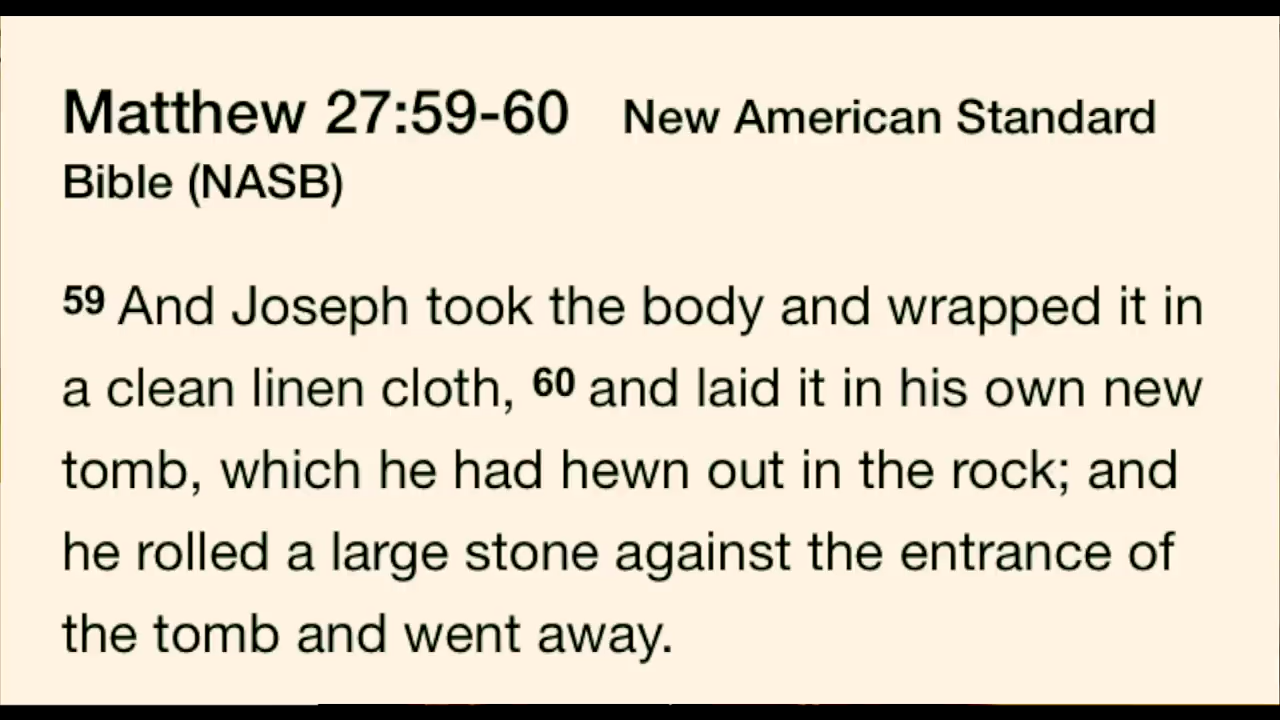 Matthew 27:59-60 New American Standard
Bible (NASB)
59 And Joseph took the body and wrapped it in
a clean linen cloth, 60 and laid it in his own new
tomb, which he had hewn out in the rock; and
he rolled a large stone against the entrance of
the tomb and went away.